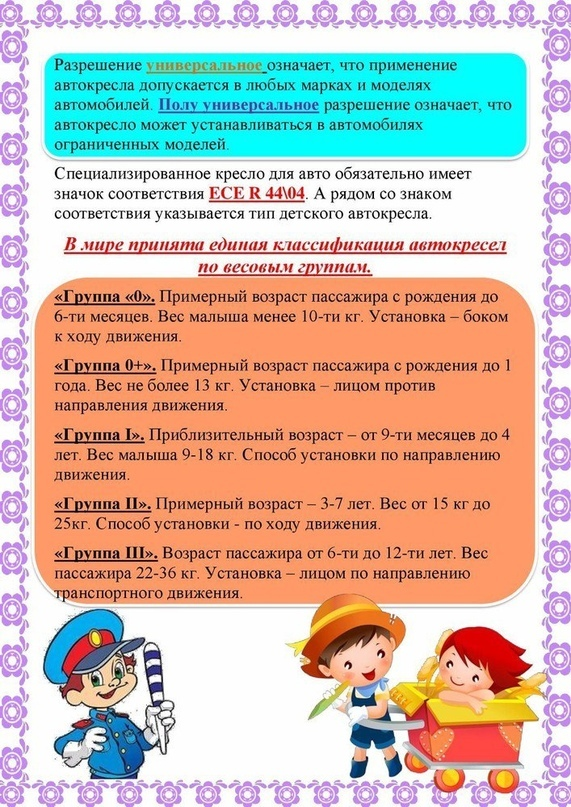 Разрешение универсальное означает, что применение
автокресла допускается в любых марках и моделях
автомобилей. Полу универсальное разрешение означает, что
автокресло может устанавливаться в автомобилях
ограниченных моделей.
Специализированное кресло для авто обязательно имеет
значок соответствия ECE R 44\04. А рядом со знаком
соответствия указывается тип детского автокресла.
В мире принята единая классификация автокресел
по весовым группам.
«Группа «0». Примерный возраст пассажира с рождения до
6-ти месяцев. Вес малыша менее 10-ти кг. Установка – боком
к ходу движения.
«Группа 0+». Примерный возраст пассажира с рождения до 1
года. Вес не более 13 кг. Установка – лицом против
направления движения.
«Группа I». Приблизительный возраст – от 9-ти месяцев до 4
лет. Вес малыша 9-18 кг. Способ установки по направлению
движения.
«Группа II». Примерный возраст – 3-7 лет. Вес от 15 кг до
25кг. Способ установки - по ходу движения.
«Группа III». Возраст пассажира от 6-ти до 12-ти лет. Вес
пассажира 22-36 кг. Установка – лицом по направлению
транспортного движения.